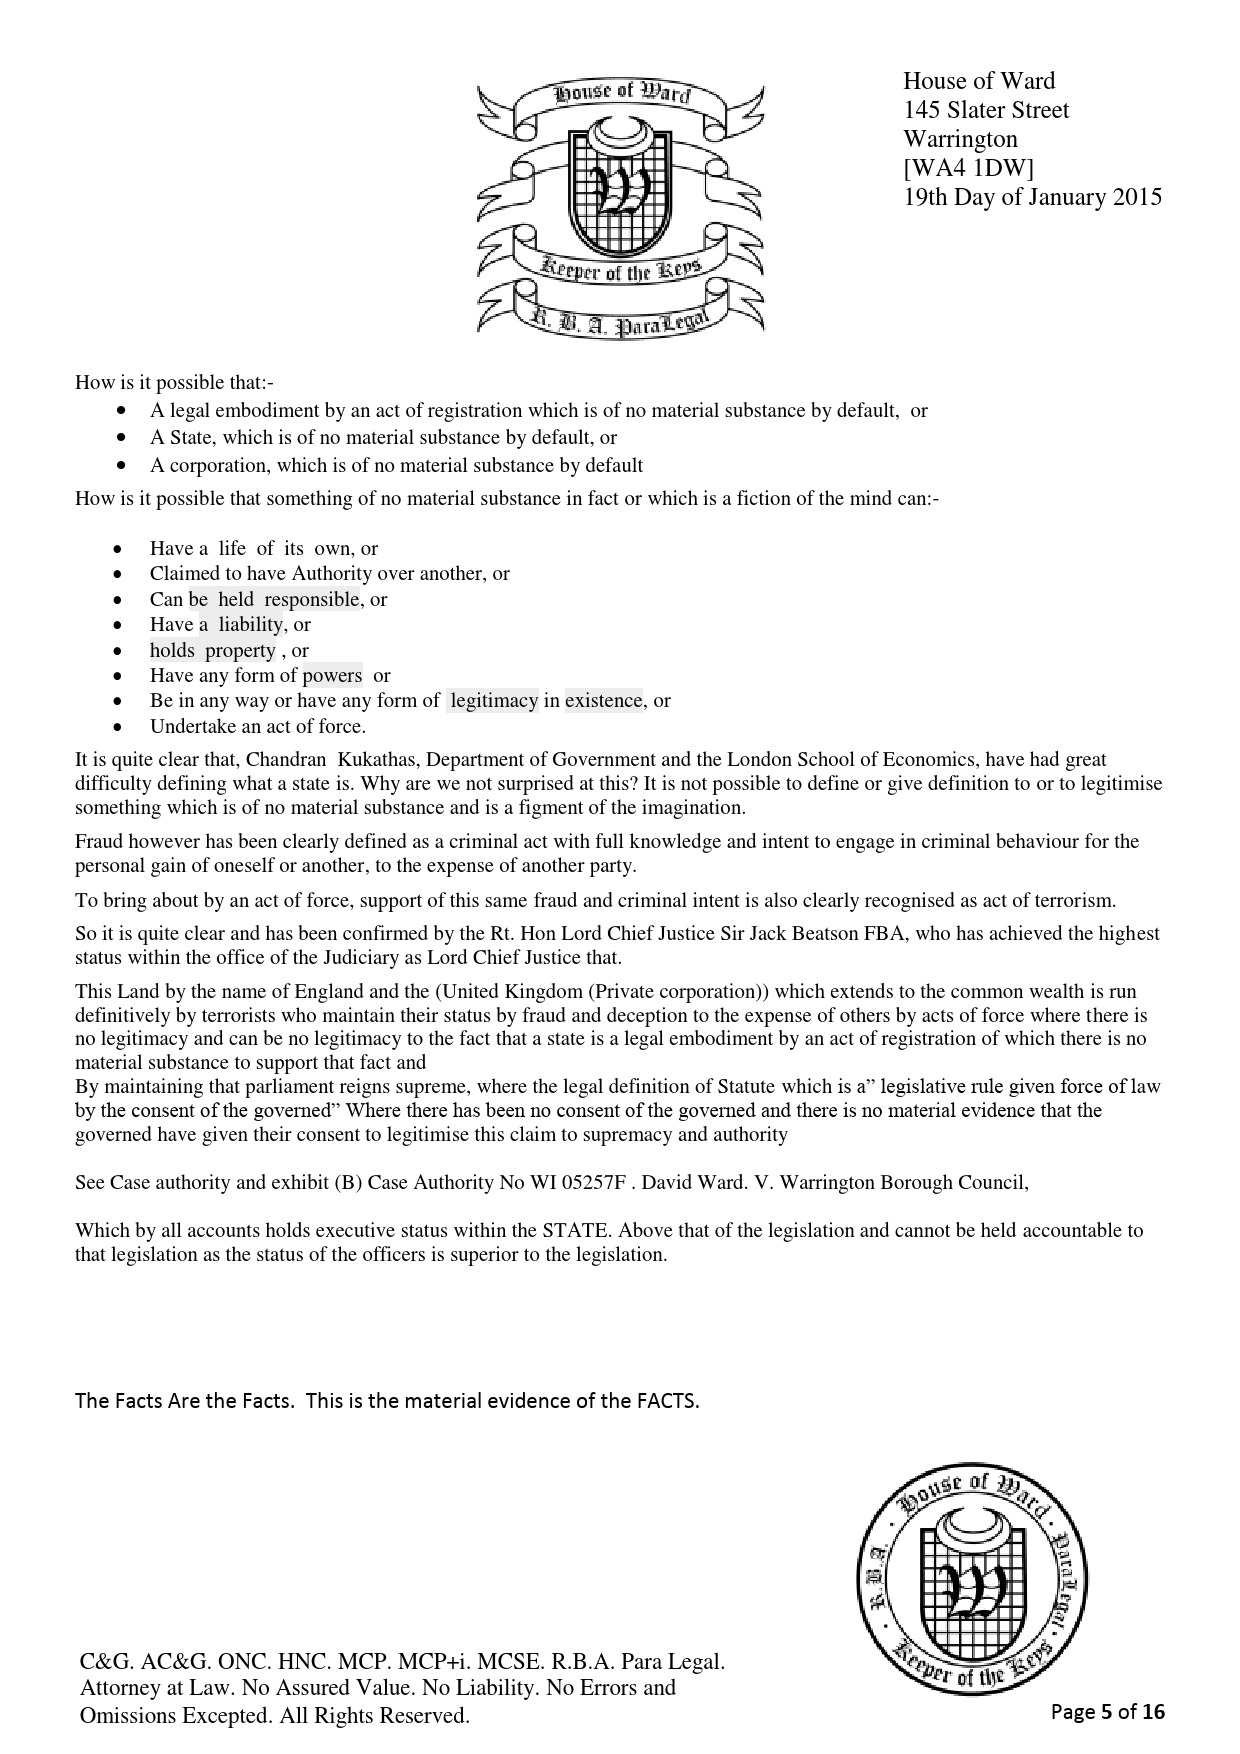 House of Ward
Keeper of the Keys
R. B. A. ParaLegal
House of Ward
145 Slater Street
Warrington
[WA4 1DW]
19th Day of January 2015
How is it possible that:-
• A legal embodiment by an act of registration which is of no material substance by default,  or
• A State, which is of no material substance by default, or
• A corporation, which is of no material substance by default
How is it possible that something of no material substance in fact or which is a fiction of the mind can:-
• Have a  life  of  its  own, or
• Claimed to have Authority over another, or
• Can be  held  responsible, or
• Have a  liability, or
• holds  property , or
• Have any form of powers  or
• Be in any way or have any form of  legitimacy in existence, or
• Undertake an act of force.
It is quite clear that, Chandran  Kukathas, Department of Government and the London School of Economics, have had great
difficulty defining what a state is. Why are we not surprised at this? It is not possible to define or give definition to or to legitimise
something which is of no material substance and is a figment of the imagination.
Fraud however has been clearly defined as a criminal act with full knowledge and intent to engage in criminal behaviour for the
personal gain of oneself or another, to the expense of another party.
To bring about by an act of force, support of this same fraud and criminal intent is also clearly recognised as act of terrorism.
So it is quite clear and has been confirmed by the Rt. Hon Lord Chief Justice Sir Jack Beatson FBA, who has achieved the highest
status within the office of the Judiciary as Lord Chief Justice that.
This Land by the name of England and the (United Kingdom (Private corporation)) which extends to the common wealth is run
definitively by terrorists who maintain their status by fraud and deception to the expense of others by acts of force where there is
no legitimacy and can be no legitimacy to the fact that a state is a legal embodiment by an act of registration of which there is no
material substance to support that fact and
By maintaining that parliament reigns supreme, where the legal definition of Statute which is a” legislative rule given force of law
by the consent of the governed” Where there has been no consent of the governed and there is no material evidence that the
governed have given their consent to legitimise this claim to supremacy and authority
See Case authority and exhibit (B) Case Authority No WI 05257F . David Ward. V. Warrington Borough Council,
Which by all accounts holds executive status within the STATE. Above that of the legislation and cannot be held accountable to
that legislation as the status of the officers is superior to the legislation.
The Facts Are the Facts.  This is the material evidence of the FACTS.
· House of Ward · ParaLegal · Keeper of the Keys · R.B.A.
C&G. AC&G. ONC. HNC. MCP. MCP+i. MCSE. R.B.A. Para Legal.
Attorney at Law. No Assured Value. No Liability. No Errors and
Omissions Excepted. All Rights Reserved.
Page 5 of 16